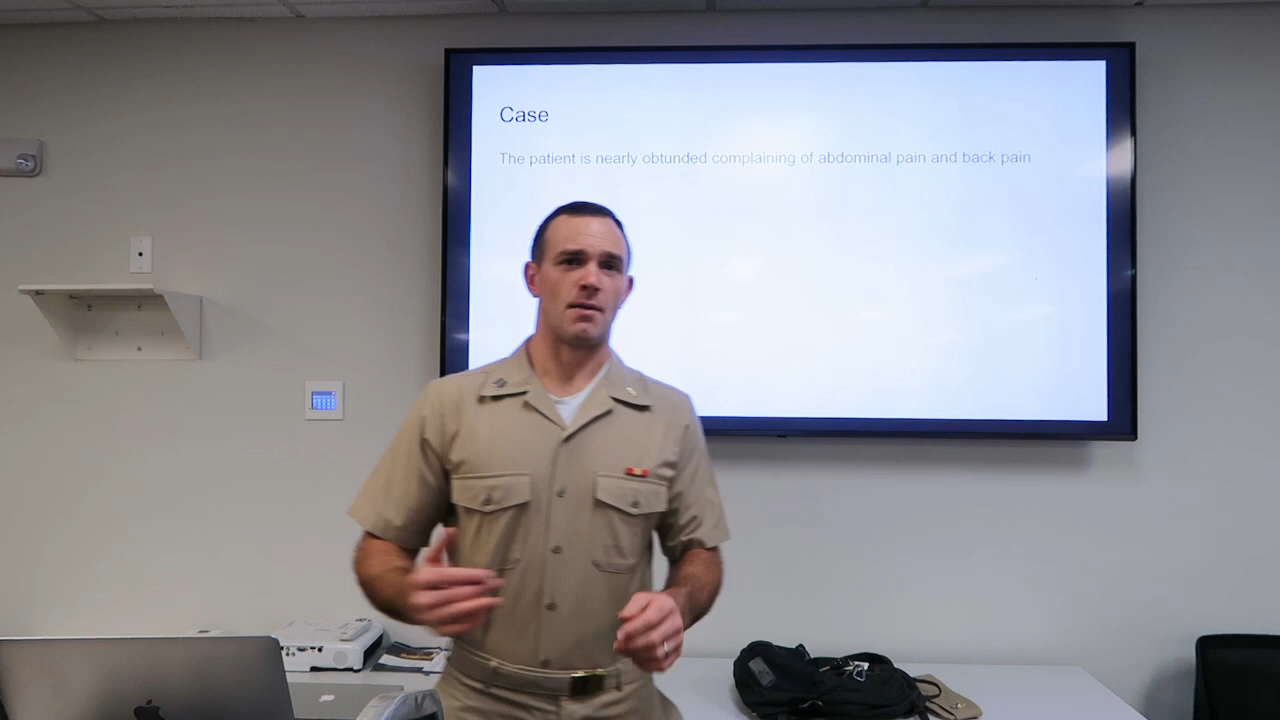 Case
The patient is nearly obtunded complaining of abdominal pain and back pain